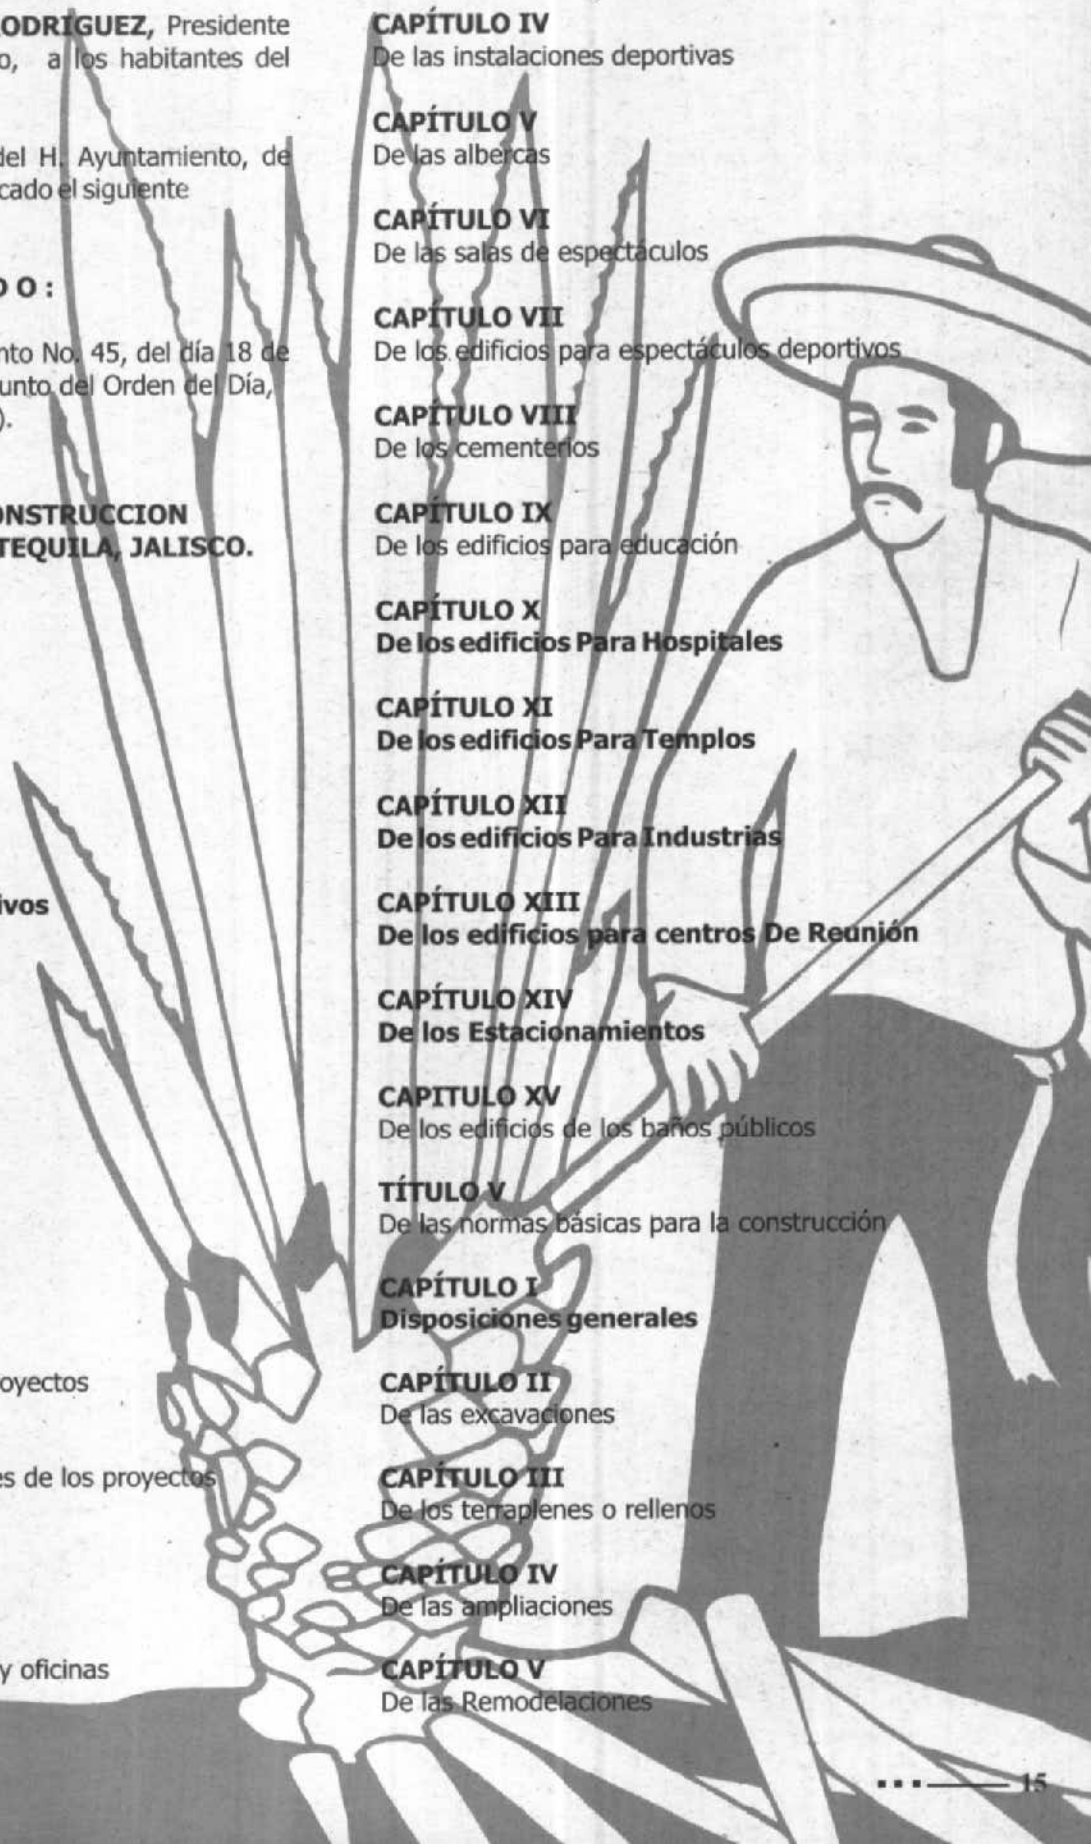 ODRÍGUEZ, Presidente
o, a los habitantes del
del H. Ayuntamiento, de
cado el siguiente
D O :
nto No. 45, del día 18 de
unto del Orden del Día,
).
ONSTRUCCION
TEQUILA, JALISCO.
ivos
oyectos
es de los proyectos
y oficinas
CAPÍTULO IV
De las instalaciones deportivas
CAPÍTULO V
De las albercas
CAPÍTULO VI
De las salas de espectáculos
CAPÍTULO VII
De los edificios para espectáculos deportivos
CAPÍTULO VIII
De los cementerios
CAPÍTULO IX
De los edificios para educación
CAPÍTULO X
De los edificios Para Hospitales
CAPÍTULO XI
De los edificios Para Templos
CAPÍTULO XII
De los edificios Para Industrias
CAPÍTULO XIII
De los edificios para centros De Reunión
CAPÍTULO XIV
De los Estacionamientos
CAPITULO XV
De los edificios de los baños públicos
TÍTULO V
De las normas básicas para la construcción
CAPÍTULO I
Disposiciones generales
CAPÍTULO II
De las excavaciones
CAPÍTULO III
De los terraplenes o rellenos
CAPÍTULO IV
De las ampliaciones
CAPÍTULO V
De las Remodelaciones
15